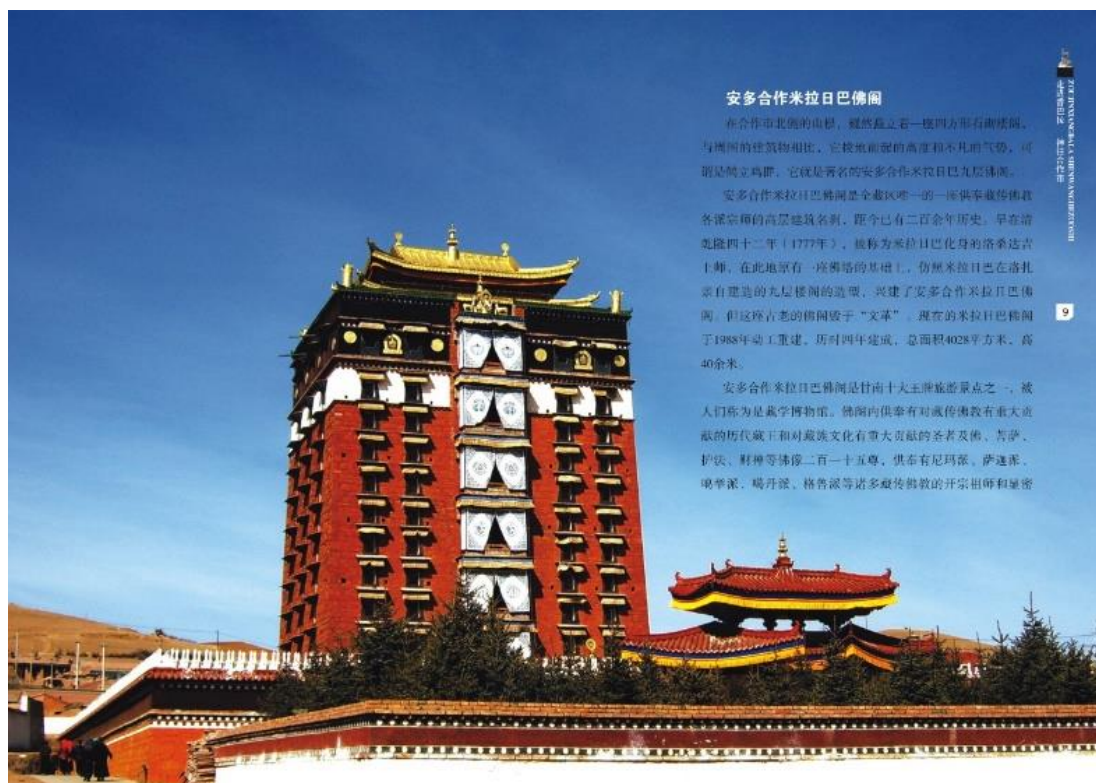 安多合作米拉日巴佛阁
在合作市北侧的山根，巍然矗立着一座四方形石砌楼阁，
与周围的建筑物相比，它拔地而起的高度和不凡的气势，可
谓是鹤立鸡群。它就是著名的安多合作米拉日巴九层佛阁。
安多合作米拉日巴佛阁是全藏区唯一的一座供奉藏传佛教
各派宗师的高层建筑名刹，距今已有二百余年历史。早在清
乾隆四十二年（1777年），被称为米拉日巴化身的洛桑达吉
上师，在此地原有一座佛塔的基础上，仿照米拉日巴在洛扎
亲自建造的九层楼阁的造型，兴建了安多合作米拉日巴佛
阁。但这座古老的佛阁毁于“文革”，现在的米拉日巴佛阁
于1988年动工重建，历时四年建成，总面积4028平方米，高
40余米。
安多合作米拉日巴佛阁是甘南十大王牌旅游景点之一，被
人们称为是藏学博物馆。佛阁内供奉有对藏传佛教有重大贡
献的历代藏王和对藏族文化有重大贡献的圣者及佛、菩萨、
护法、财神等佛像二百一十五尊，供奉有尼玛派、萨迦派、
噶举派、噶丹派、格鲁派等诸多藏传佛教的开宗祖师和显密
走进香巴拉 神往合作市
ZOUJINXIANGBALA SHENWANGHEZUOSHI
9